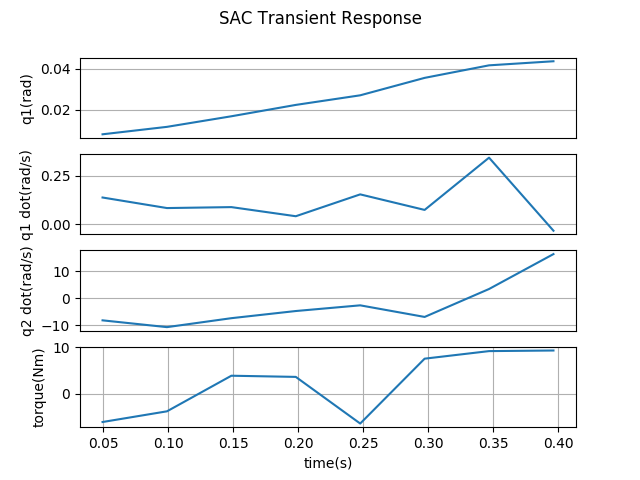 SAC Transient Response
q1(rad)
0.04
0.02
q1 dot(rad/s)
0.25
0.00
q2 dot(rad/s)
10
0
−10
torque(Nm)
10
0
0.05 0.10 0.15 0.20 0.25 0.30 0.35 0.40
time(s)